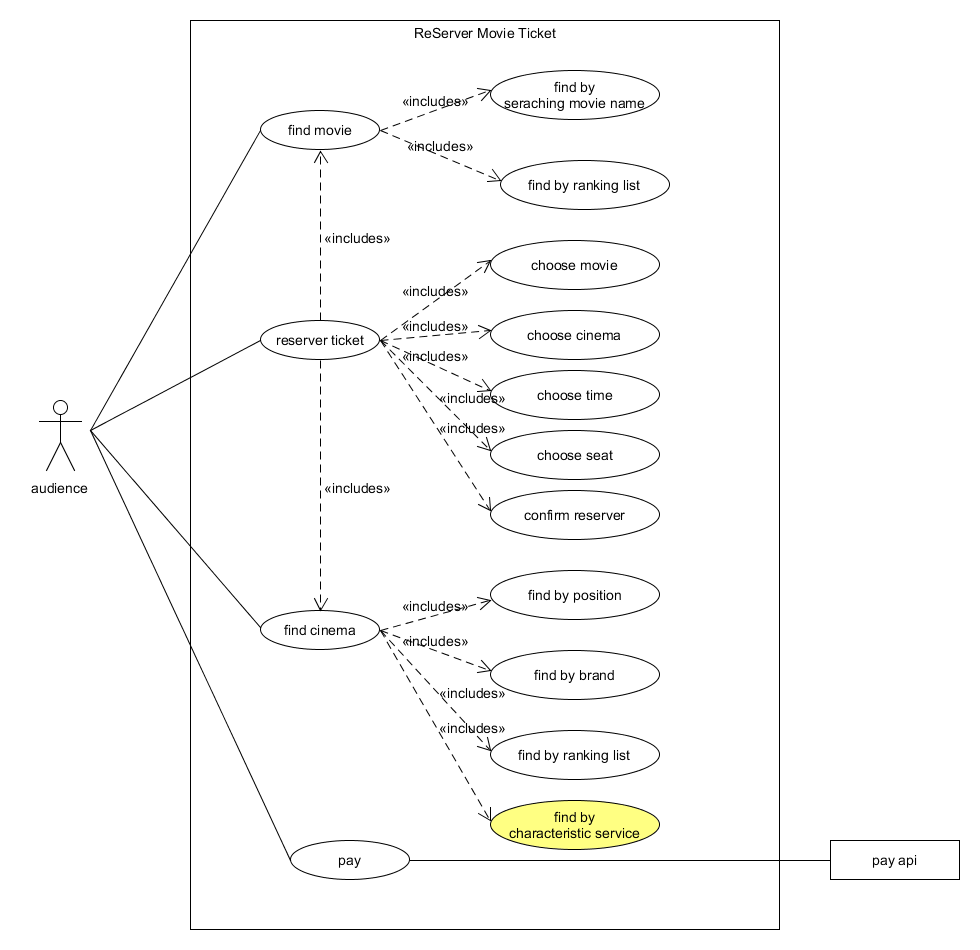 ReServer Movie Ticket
find by
seraching movie name
«includes»
find movie
«includes»
find by ranking list
«includes»
choose movie
«includes»
«includes»
choose cinema
reserver ticket
«includes»
choose time
«includes»
«includes»
choose seat
audience
«includes»
confirm reserver
find by position
«includes»
find cinema
«includes»
find by brand
«includes»
«includes»
find by ranking list
find by
characteristic service
pay
pay api